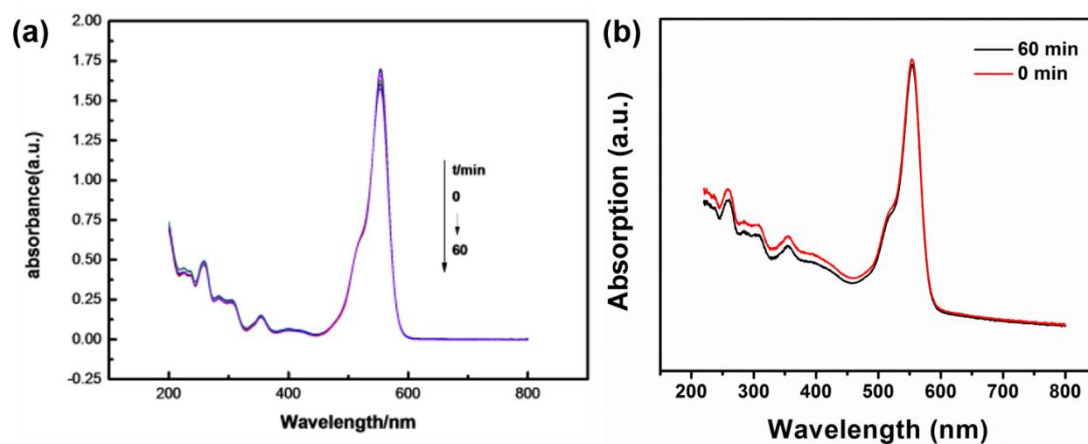 (a)
2.00
1.75
1.50
1.25
1.00
0.75
0.50
0.25
0.00
-0.25
absorbance(a.u.)
t/min
0
60
200
400
600
800
Wavelength/nm
(b)
60 min
0 min
Absorption (a.u.)
200
300
400
500
600
700
800
Wavelength (nm)